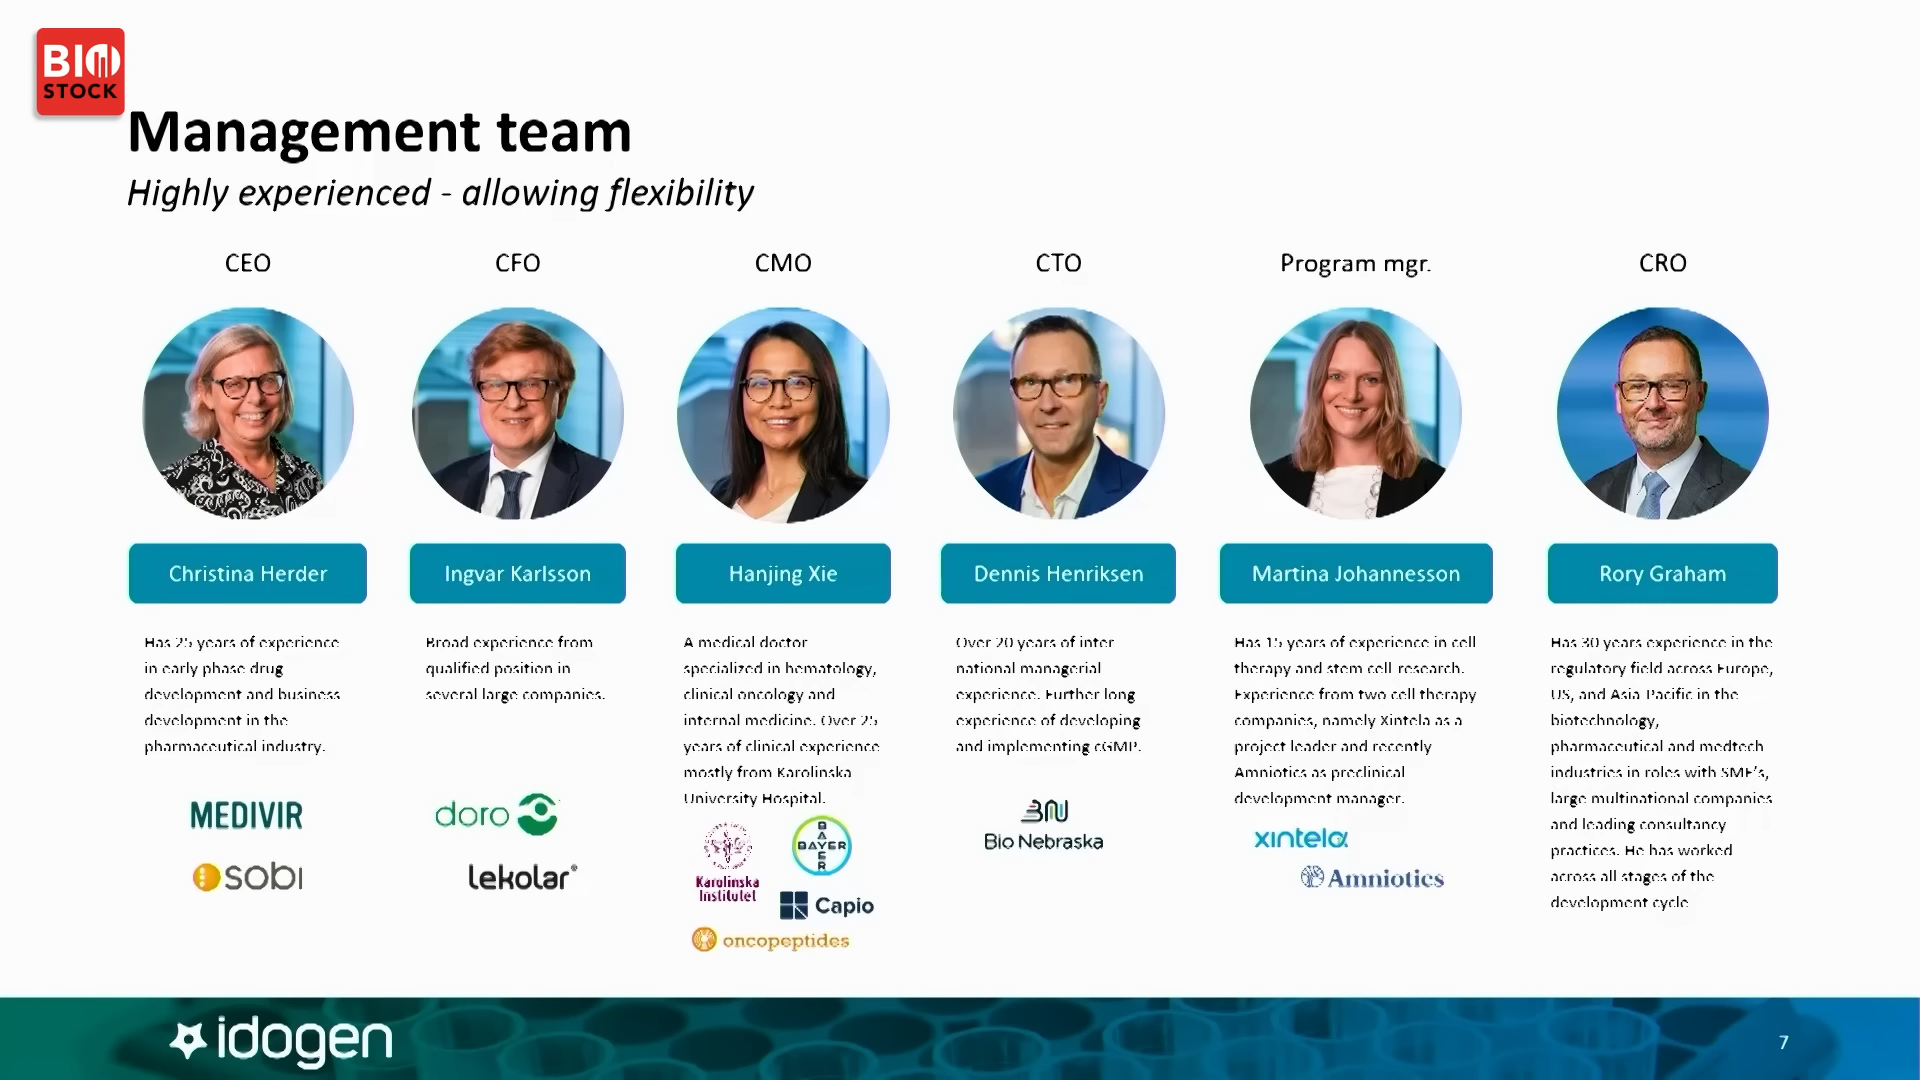 BIO
STOCK
Management team
Highly experienced - allowing flexibility
CEO
Christina Herder
Has 25 years of experience
in early phase drug
development and business
development in the
pharmaceutical industry.
MEDIVIR
sobi
CFO
Ingvar Karlsson
Broad experience from
qualified position in
several large companies.
doro
Lekolar
CMO
Hanjing Xie
A medical doctor
specialized in hematology,
clinical oncology and
internal medicine. Over 25
years of clinical experience
mostly from Karolinska
University Hospital.
Karolinska
Institutet
BAYER
BAYER
Capio
oncopeptides
CTO
Dennis Henriksen
Over 20 years of inter
national managerial
experience. Further long
experience of developing
and implementing cGMP.
BN
Bio Nebraska
Program mgr.
Martina Johannesson
Has 15 years of experience in cell
therapy and stem cell research.
Experience from two cell therapy
companies, namely Xintela as a
project leader and recently
Amniotics as preclinical
development manager.
xintela
Amniotics
CRO
Rory Graham
Has 30 years experience in the
regulatory field across Europe,
US, and Asia Pacific in the
biotechnology,
pharmaceutical and medtech
industries in roles with SME's,
large multinational companies
and leading consultancy
practices. He has worked
across all stages of the
development cycle
idogen
7